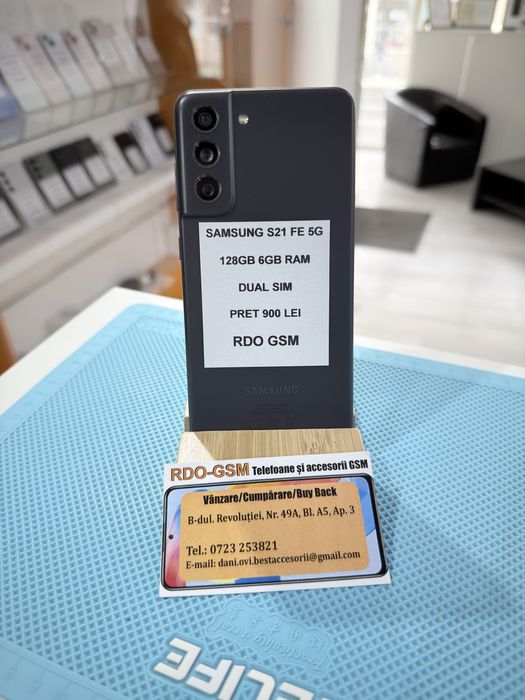 SAMSUNG S21 FE 5G
128GB 6GB RAM
DUAL SIM
PRET 900 LEI
RDO GSM
SAMSUNG
RDO-GSM Telefoane și accesorii GSM
Vânzare/Cumpărare/Buy Back
B-dul. Revoluției, Nr. 49A, Bl. A5, Ap. 3
Tel.: 0723 253821
E-mail: dani.ovi.bestaccesorii@gmail.com
ELIFE